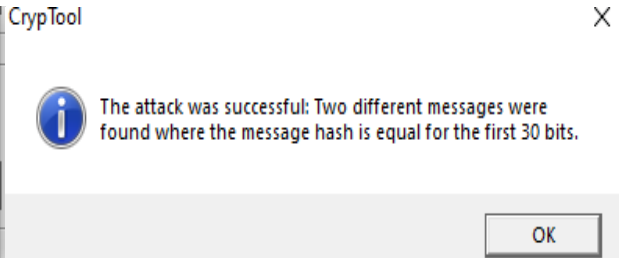 CrypTool
The attack was successful: Two different messages were
found where the message hash is equal for the first 30 bits.
OK